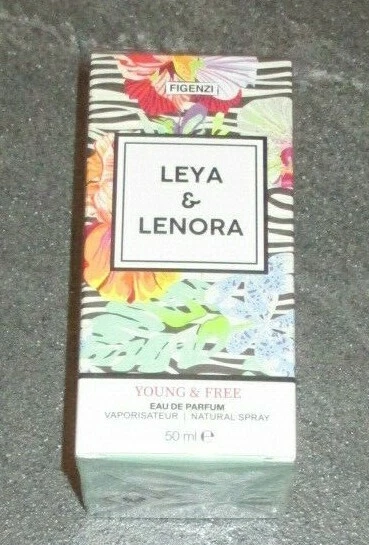 FIGENZI
LEYA
&
LENORA
YOUNG & FREE
EAU DE PARFUM
VAPORISATEUR | NATURAL SPRAY
50 ml ℮